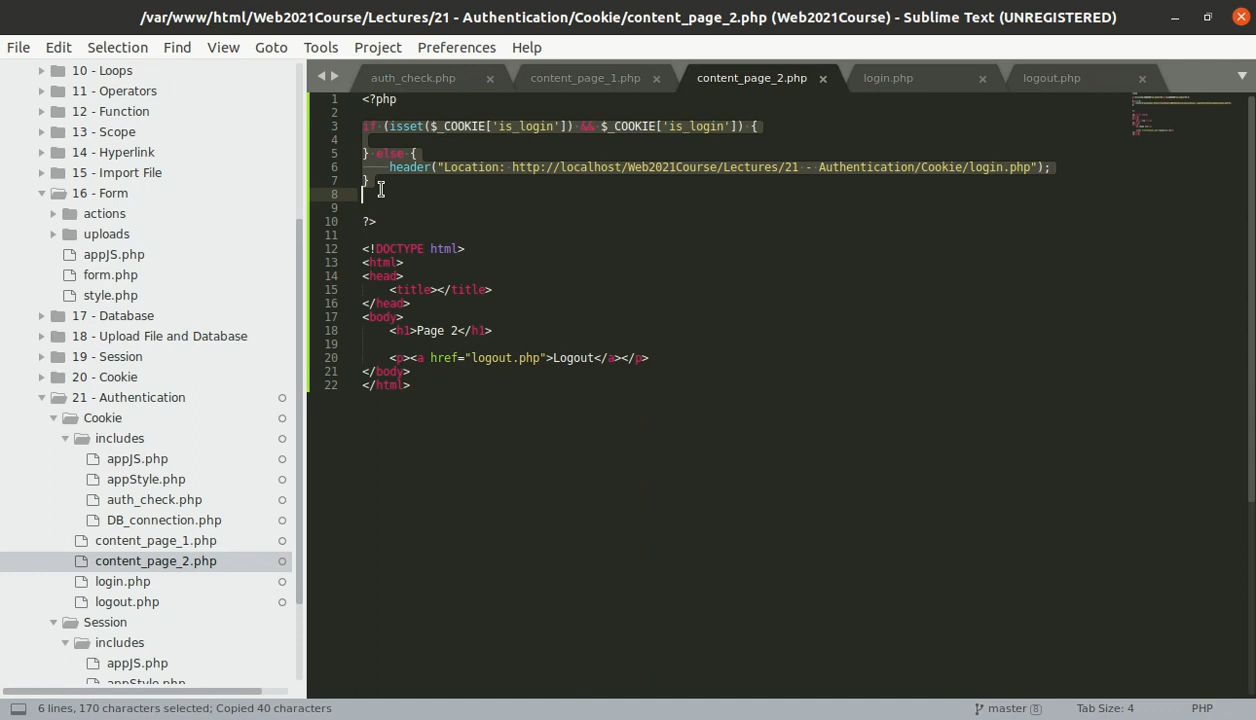 /var/www/html/Web2021Course/Lectures/21 - Authentication/Cookie/content_page_2.php (Web2021Course) - Sublime Text (UNREGISTERED)
File Edit Selection Find View Goto Tools Project Preferences Help
10 - Loops
11 - Operators
12 - Function
13 - Scope
14 - Hyperlink
15 - Import File
16 - Form
actions
uploads
appJS.php
form.php
style.php
17 - Database
18 - Upload File and Database
19 - Session
20 - Cookie
21 - Authentication
Cookie
includes
appJS.php
appStyle.php
auth_check.php
DB_connection.php
content_page_1.php
content_page_2.php
login.php
logout.php
Session
includes
appJS.php
appStyle.php
auth_check.php content_page_1.php content_page_2.php login.php logout.php
1 <?php
2
3 if (isset($_COOKIE['is_login']) && $_COOKIE['is_login']) {
4
5 } else {
6 header("Location: http://localhost/Web2021Course/Lectures/21 - Authentication/Cookie/login.php");
7 }
8
9
10 ?>
11
12 <!DOCTYPE html>
13 <html>
14 <head>
15 <title></title>
16 </head>
17 <body>
18 <h1>Page 2</h1>
19
20 <p><a href="logout.php">Logout</a></p>
21 </body>
22 </html>
6 lines, 170 characters selected; Copied 40 characters master (8) Tab Size: 4 PHP